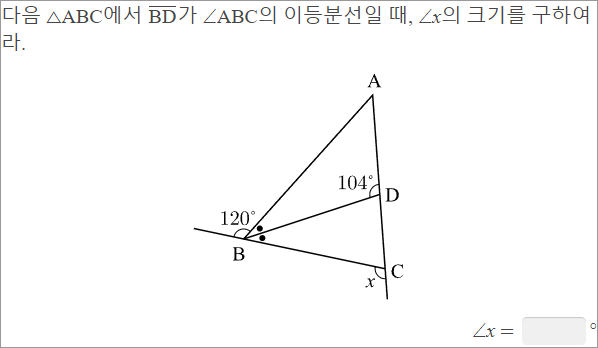 다음 △ABC에서 BD가 ∠ABC의 이등분선일 때, ∠x의 크기를 구하여
라.
A
104°
D
120°
B
C
x
∠x = °